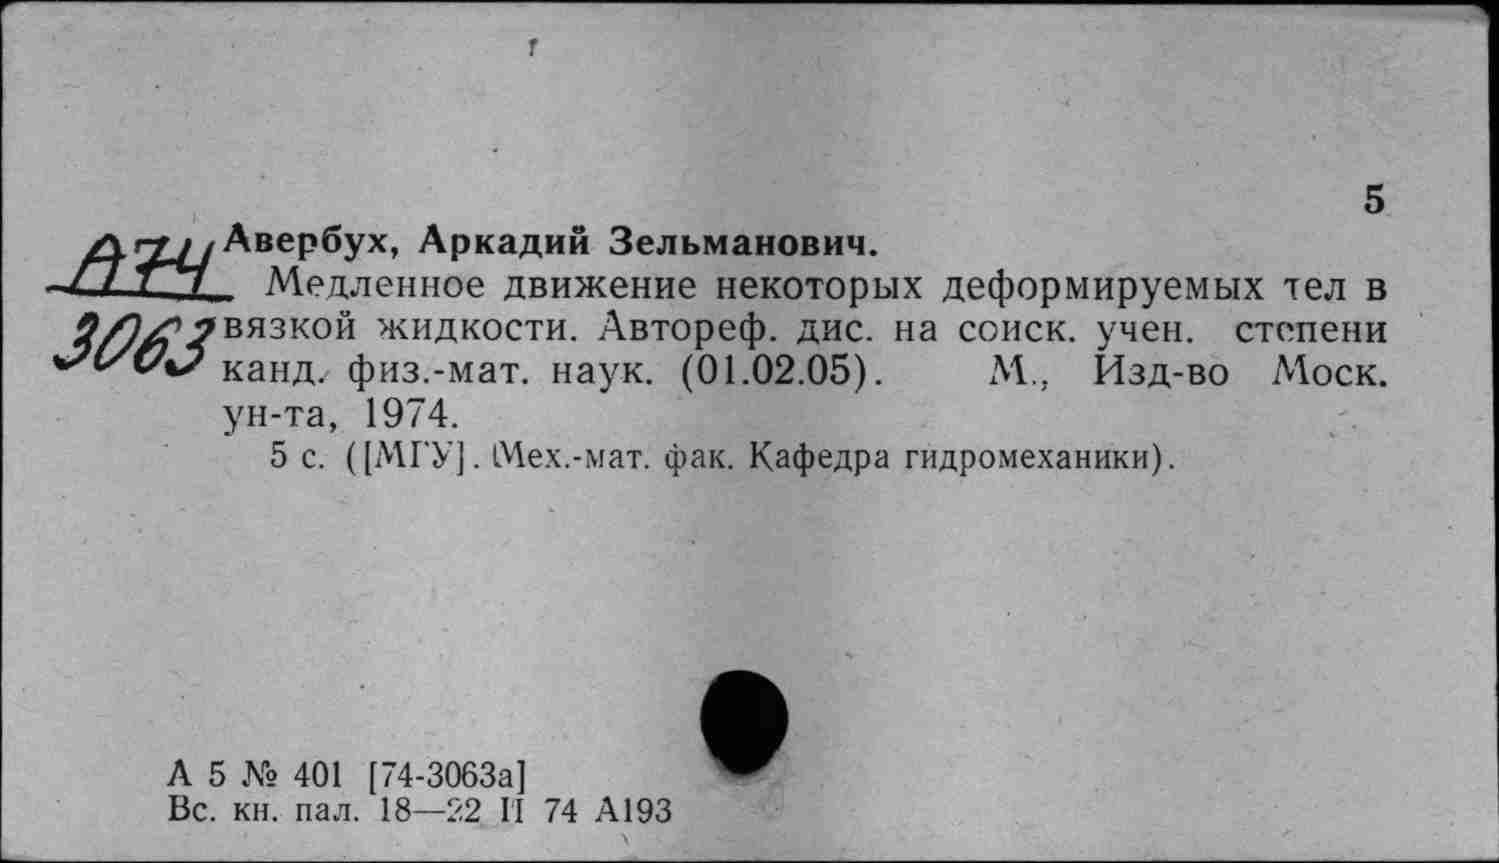 5
А74
3063
Авербух, Аркадий Зельманович.
Медленное движение некоторых деформируемых тел в
вязкой жидкости. Автореф. дис. на соиск. учен. степени
канд. физ.-мат. наук. (01.02.05). М., Изд-во Моск.
ун-та, 1974.
5 с. ([МГУ]. Мех.-мат. фак. Кафедра гидромеханики).
А 5 № 401 [74-3063а]
Вс. кн. пал. 18—22 II 74 А193